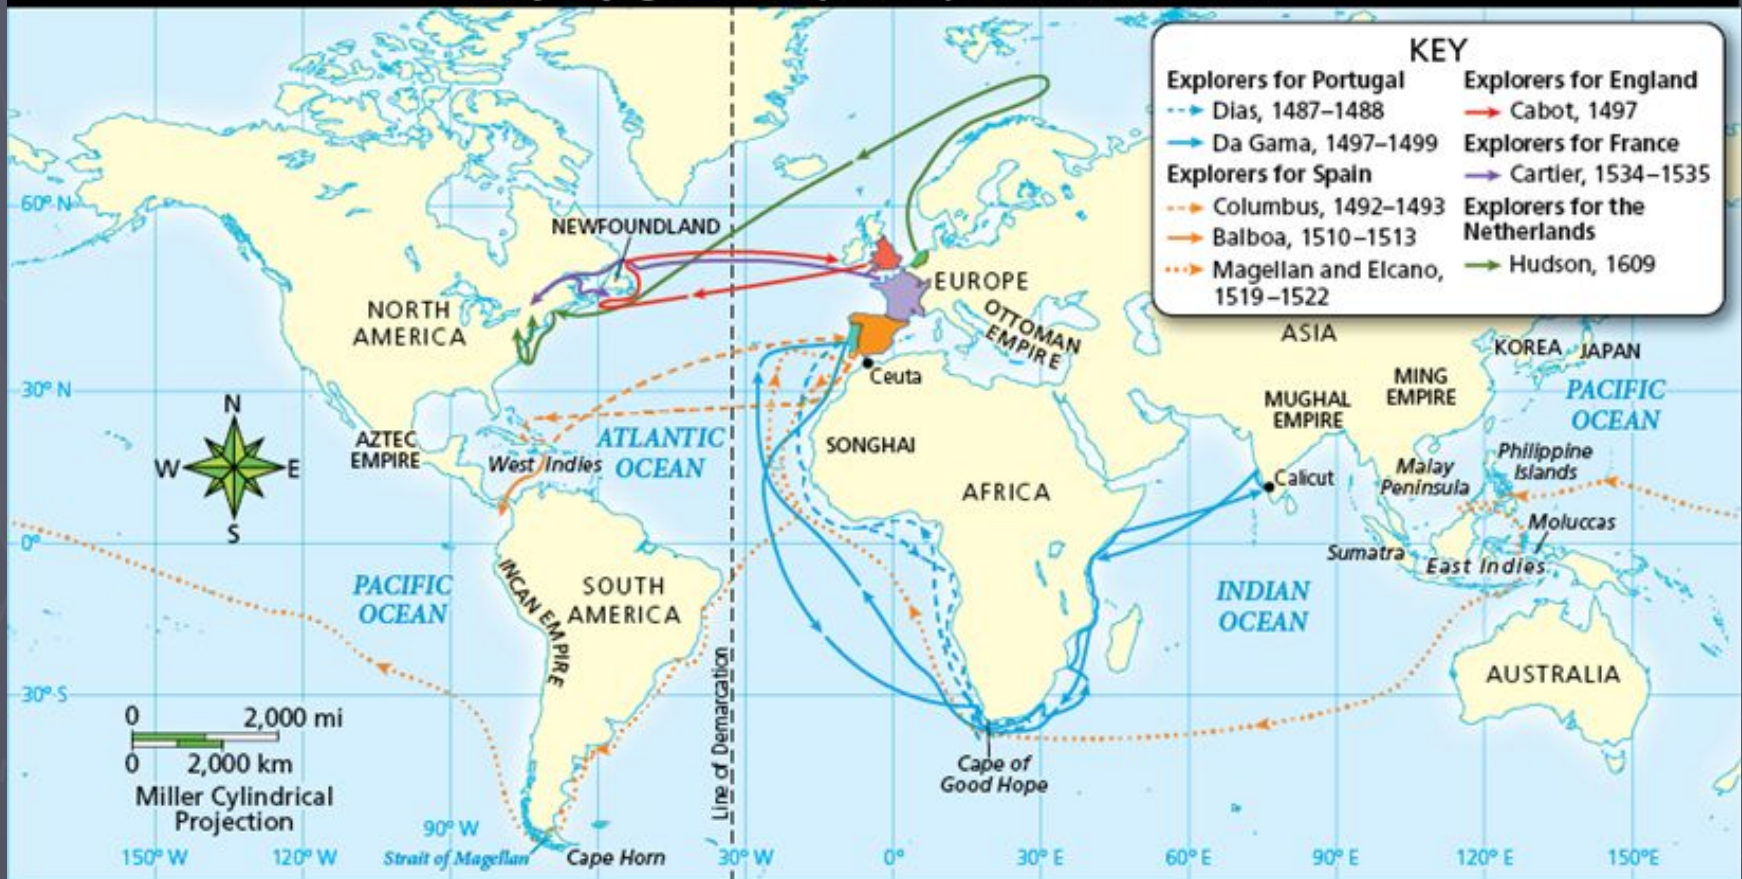 KEY
Explorers for Portugal
Dias, 1487–1488
Da Gama, 1497–1499
Explorers for Spain
Columbus, 1492–1493
Balboa, 1510–1513
Magellan and Elcano,
1519–1522
Explorers for England
Cabot, 1497
Explorers for France
Cartier, 1534–1535
Explorers for the
Netherlands
Hudson, 1609
60° N
NEWFOUNDLAND
NORTH
AMERICA
EUROPE
OTTOMAN
EMPIRE
ASIA
KOREA
JAPAN
Ceuta
30° N
MING
EMPIRE
PACIFIC
OCEAN
MUGHAL
EMPIRE
N
W
E
S
AZTEC
EMPIRE
West Indies
ATLANTIC
OCEAN
SONGHAI
AFRICA
Calicut
Malay
Peninsula
Philippine
Islands
Moluccas
0°
Sumatra
East Indies
PACIFIC
OCEAN
INCAN EMPIRE
SOUTH
AMERICA
INDIAN
OCEAN
AUSTRALIA
30° S
Line of Demarcation
0 2,000 mi
0 2,000 km
Miller Cylindrical
Projection
Cape of
Good Hope
90° W
Strait of Magellan
Cape Horn
150° W
120° W
30° W
0°
30° E
60° E
90° E
120° E
150° E